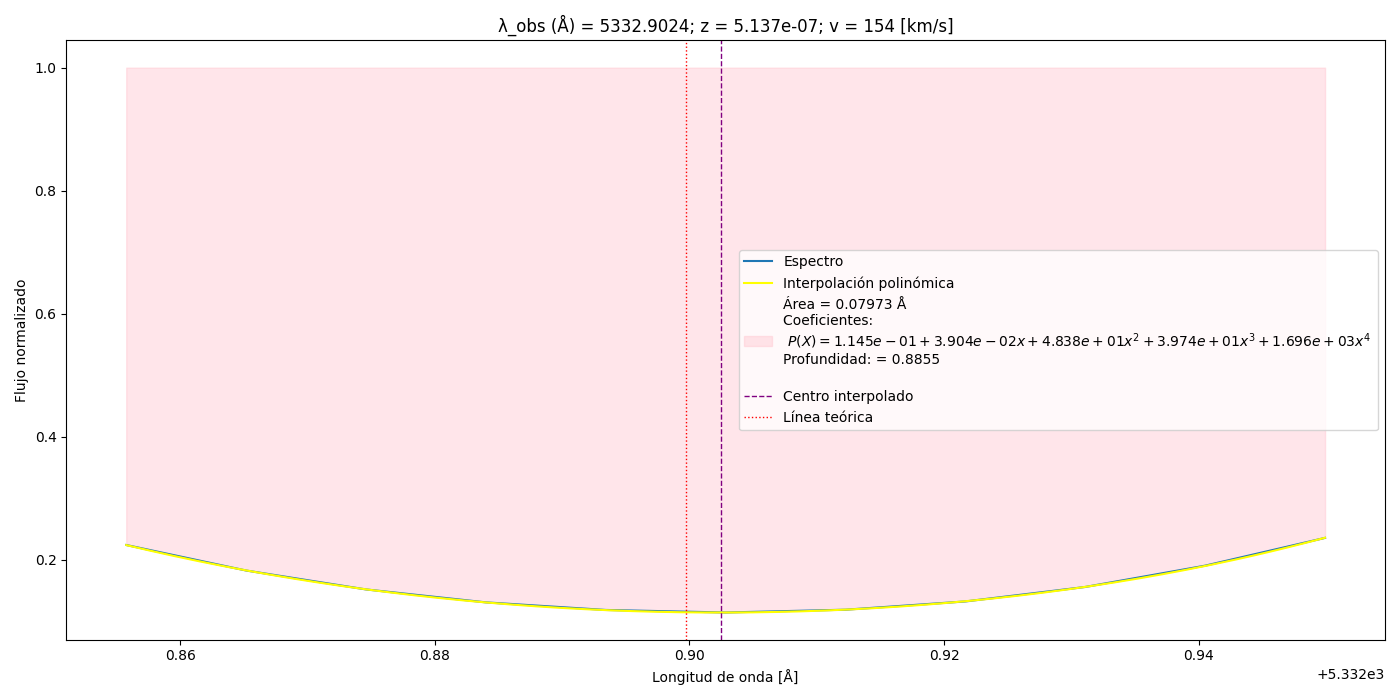 λ_obs (Å) = 5332.9024; z = 5.137e-07; v = 154 [km/s]
Flujo normalizado
1.0
0.8
0.6
0.4
0.2
Espectro
Interpolación polinómica
Área = 0.07973 Å
Coeficientes:
P(X) = 1.145e − 01 + 3.904e − 02x + 4.838e + 01x² + 3.974e + 01x³ + 1.696e + 03x⁴
Profundidad: = 0.8855
Centro interpolado
Línea teórica
0.86 0.88 0.90 0.92 0.94
+5.332e3
Longitud de onda [Å]